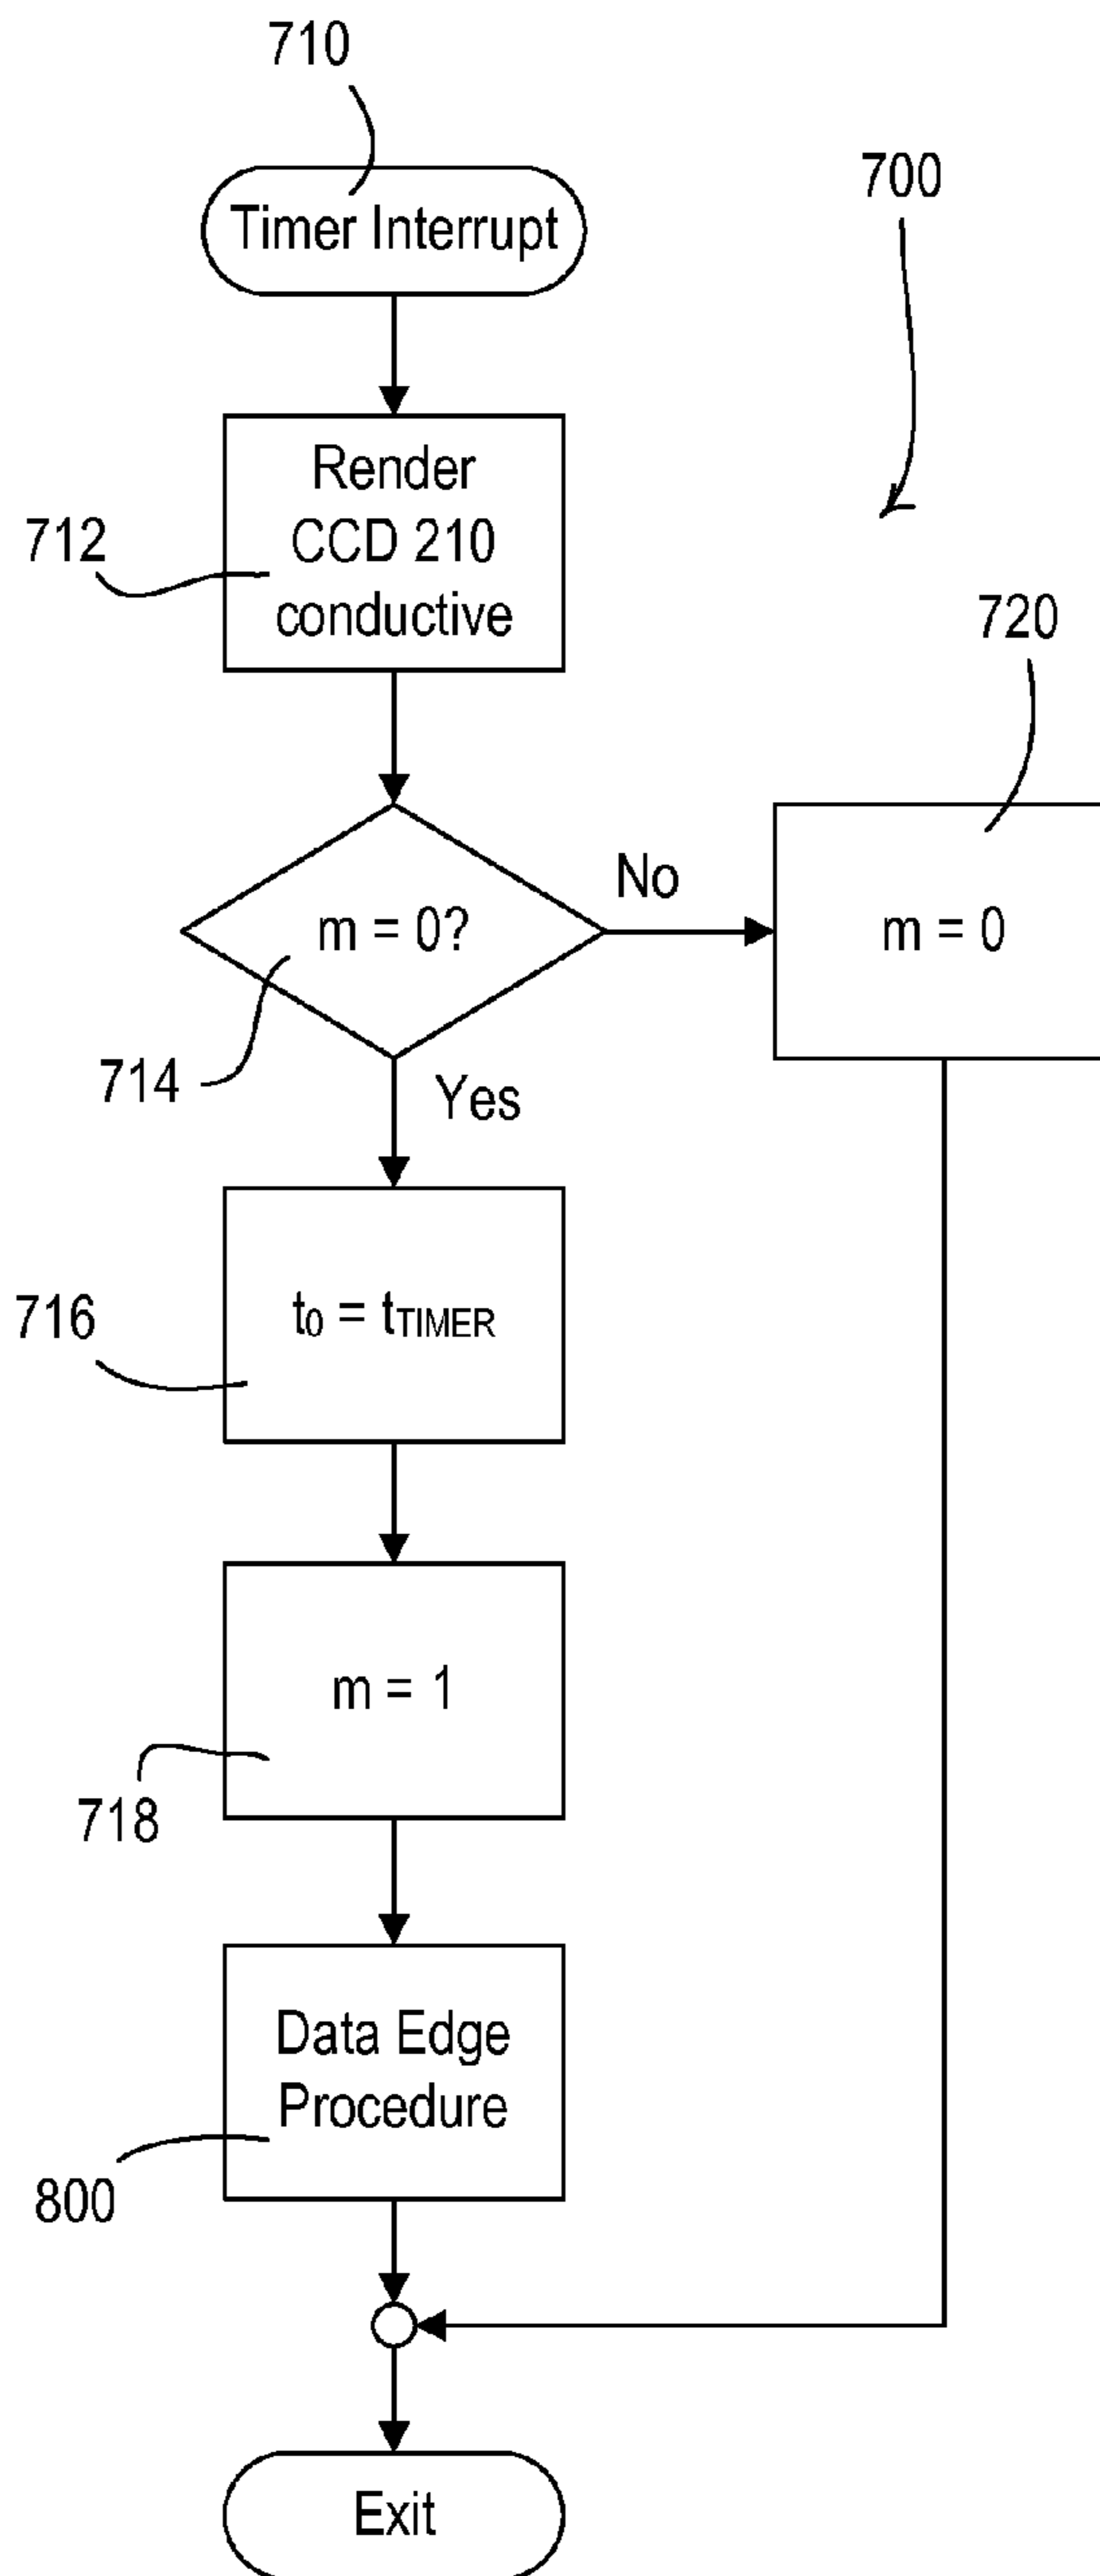 710
700
Timer Interrupt
Render
CCD 210
conductive
712
720
m = 0?
No
m = 0
714
Yes
716
t₀ = tTIMER
m = 1
718
Data Edge
Procedure
800
Exit